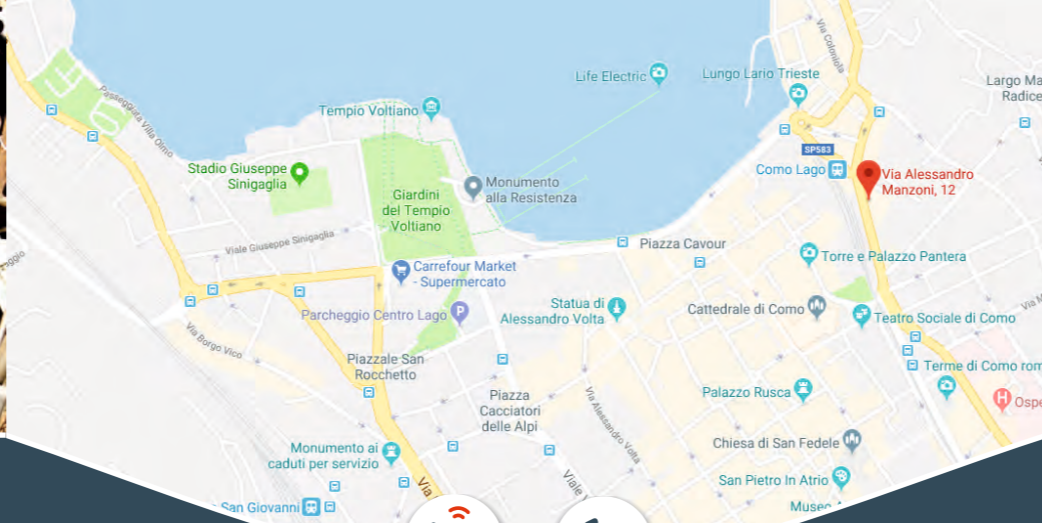 Via Coloniola
Life Electric
Lungo Lario Trieste
Largo
Radice
Tempio Voltiano
Passeggiata Villa Olmo
SP583
Stadio Giuseppe
Sinigaglia
Como Lago
Via Alessandro
Manzoni, 12
Giardini
del Tempio
Voltiano
Monumento
alla Resistenza
Viale Giuseppe Sinigaglia
Piazza Cavour
Torre e Palazzo Pantera
Carrefour Market
- Supermercato
Parcheggio Centro Lago
P
Statua di
Alessandro Volta
Cattedrale di Como
Teatro Sociale di Como
Via Borgo Vico
Piazzale San
Rocchetto
Terme di Como rom
Piazza
Cacciatori
delle Alpi
Palazzo Rusca
H
Ospe
Via Alessandro Volta
Monumento ai
caduti per servizio
Chiesa di San Fedele
San Pietro In Atrio
Via
Viale
San Giovanni
Museo